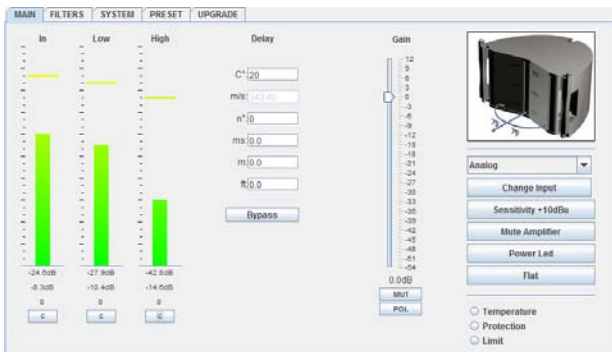 MAIN FILTERS SYSTEM PRESET UPGRADE
In Low High Delay Gain
C°: 20
m/s:
n°: 0
ms: 0.0
m: 0.0
ft: 0.0
Bypass
12
9
6
3
0
-3
-6
-9
-12
-15
-18
-21
-24
-27
-30
-33
-36
-39
-42
-45
-48
-51
-54
0.0dB
MUT
POL
-24.6dB -27.9dB -42.8dB
-8.3dB -10.4dB -14.6dB
0 0 0
C C C
Analog
Change Input
Sensitivity +10dBu
Mute Amplifier
Power Led
Flat
Temperature
Protection
Limit